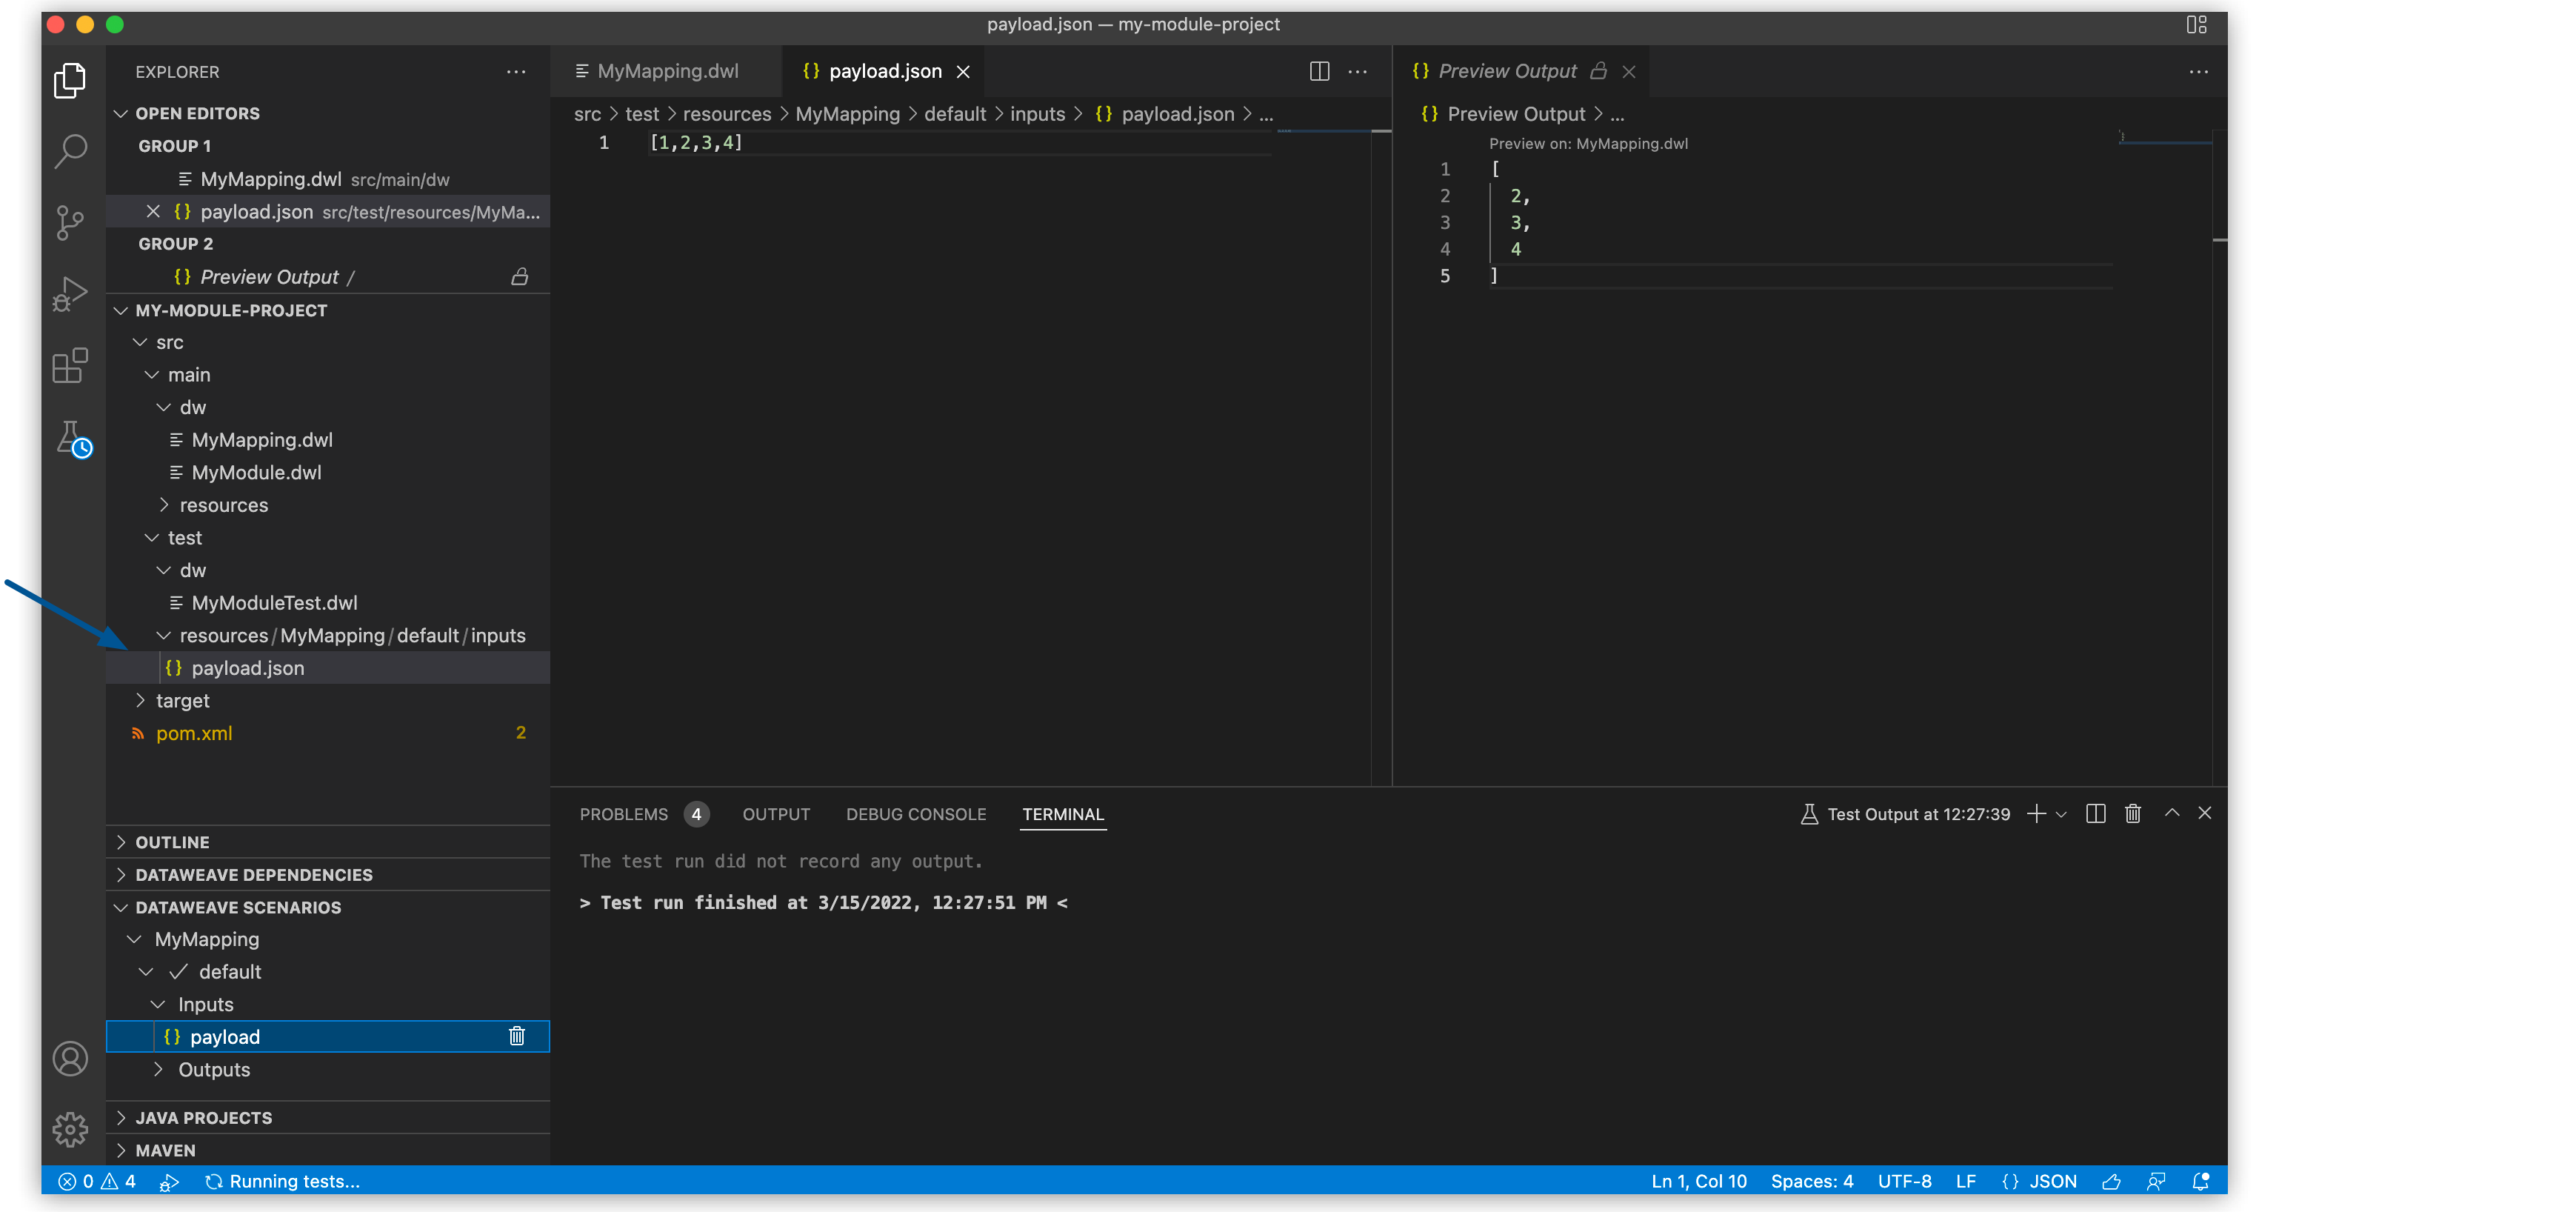 payload.json — my-module-project
EXPLORER
OPEN EDITORS
GROUP 1
MyMapping.dwl src/main/dw
payload.json src/test/resources/MyMa...
GROUP 2
Preview Output /
MY-MODULE-PROJECT
src
main
dw
MyMapping.dwl
MyModule.dwl
resources
test
dw
MyModuleTest.dwl
resources/MyMapping/default/inputs
{} payload.json
target
pom.xml 2
OUTLINE
DATAWEAVE DEPENDENCIES
DATAWEAVE SCENARIOS
MyMapping
default
Inputs
{} payload
Outputs
JAVA PROJECTS
MAVEN
MyMapping.dwl
{} payload.json
src > test > resources > MyMapping > default > inputs > {} payload.json > ...
1 [1,2,3,4]
{} Preview Output
{} Preview Output > ...
Preview on: MyMapping.dwl
1 [
2 2,
3 3,
4 4
5 ]
PROBLEMS 4 OUTPUT DEBUG CONSOLE TERMINAL
Test Output at 12:27:39
The test run did not record any output.
> Test run finished at 3/15/2022, 12:27:51 PM <
0 4 Running tests...
Ln 1, Col 10 Spaces: 4 UTF-8 LF {} JSON